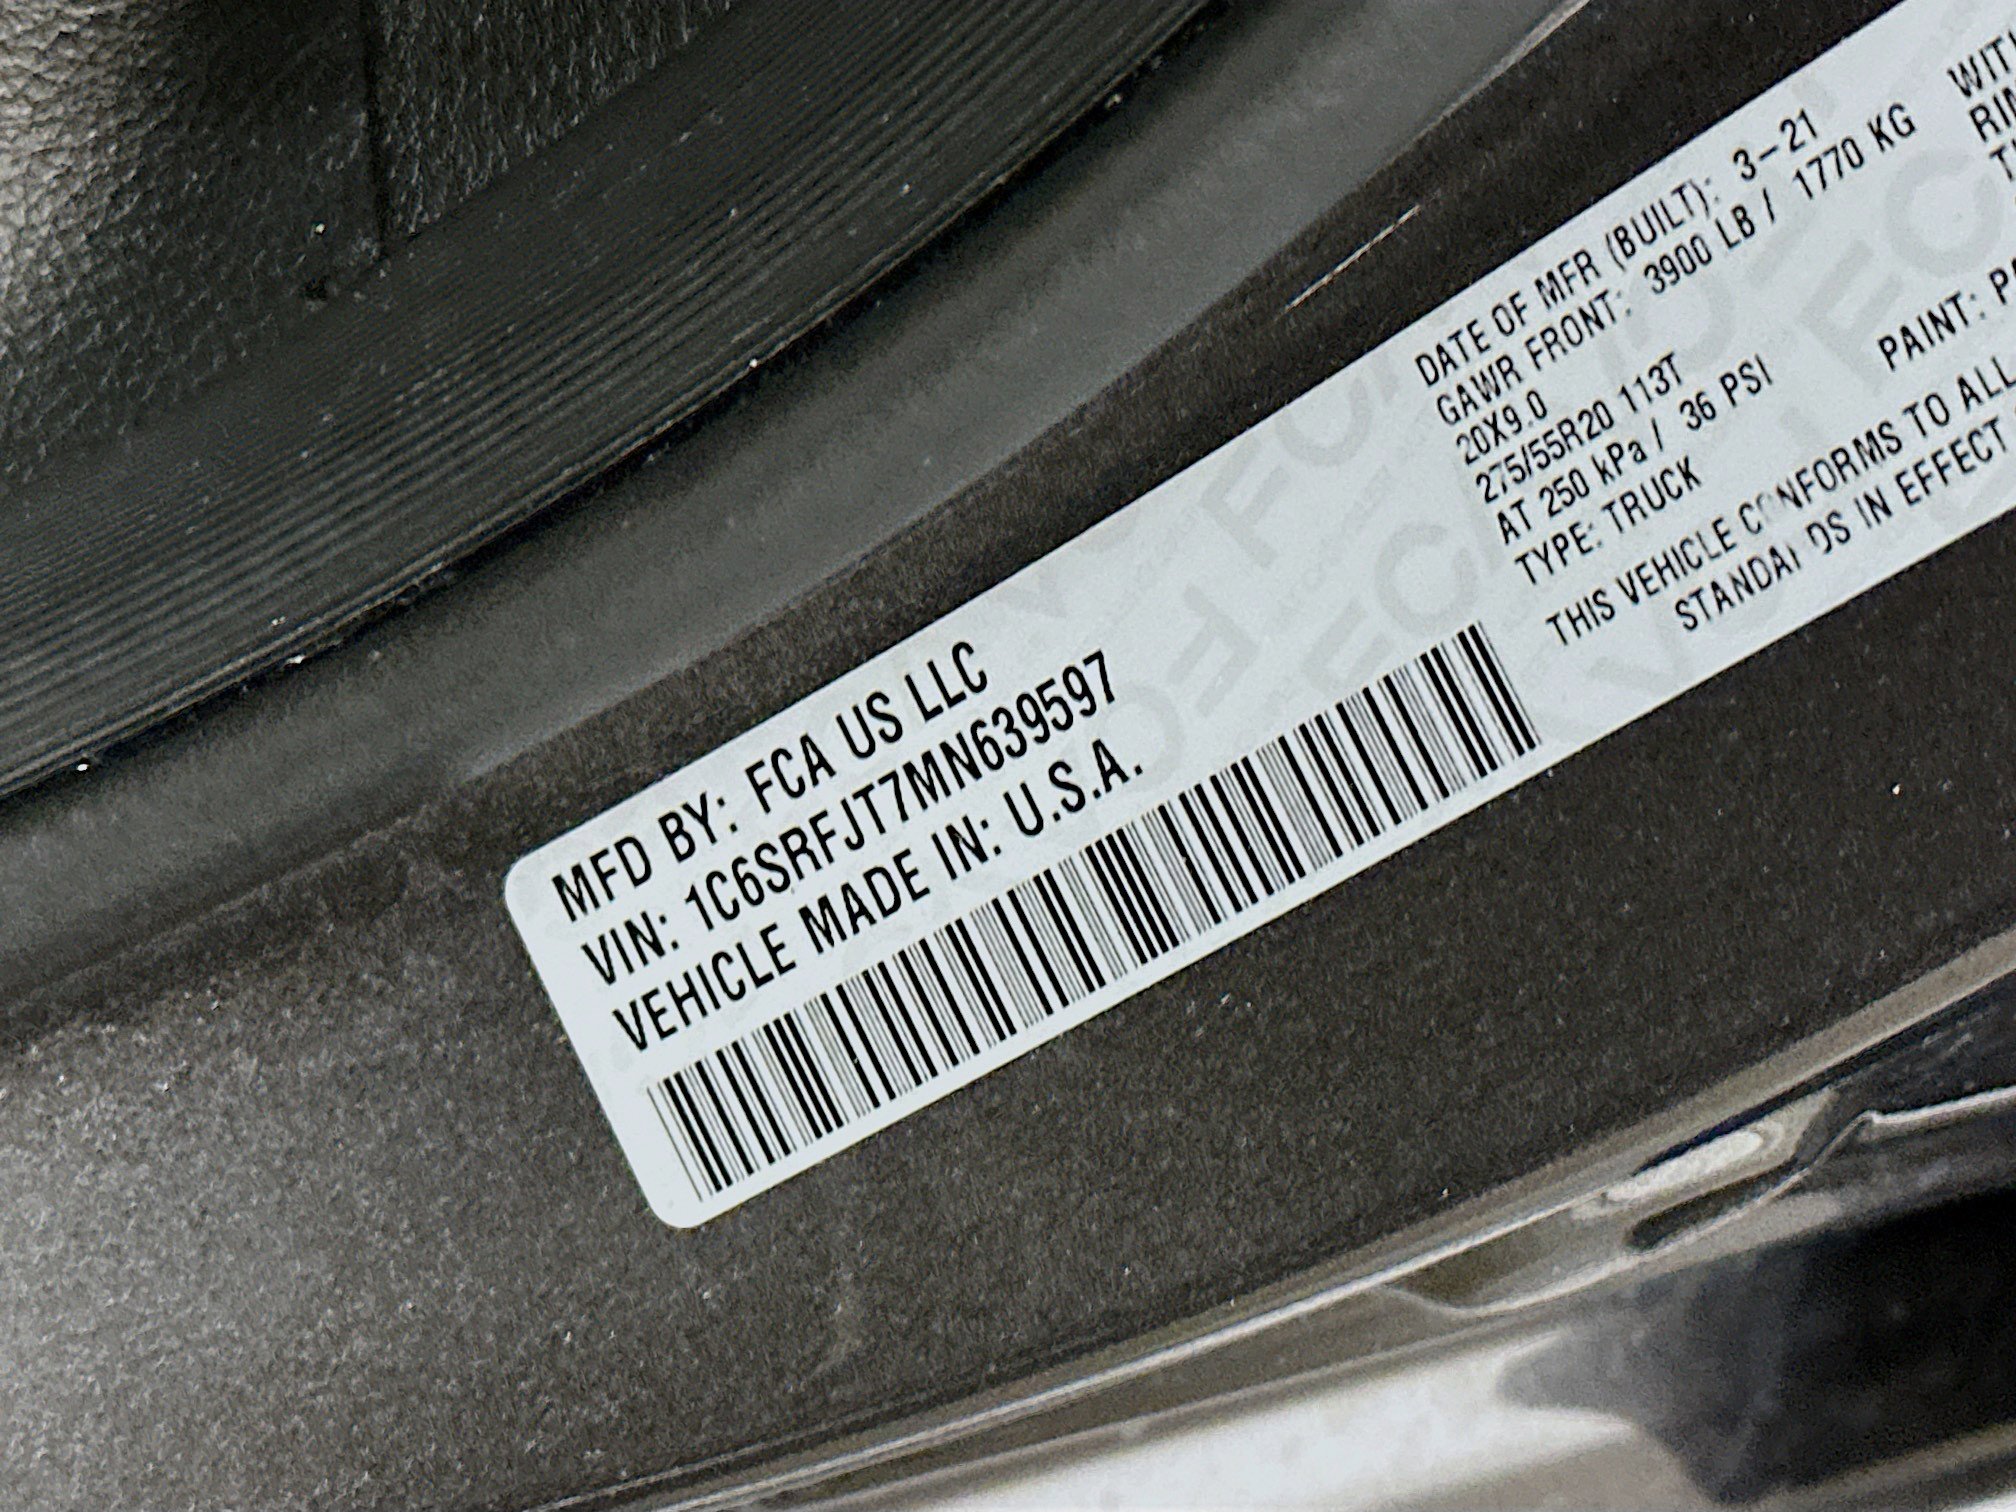 MFD BY: FCA US LLC
VIN: 1C6SRFJT7MN639597
VEHICLE MADE IN: U.S.A.
DATE OF MFR (BUILT): 3-21
GAWR FRONT: 3900 LB / 1770 KG
20X9.0
275/55R20 113T
AT 250 kPa / 36 PSI
TYPE: TRUCK
PAINT:
THIS VEHICLE CONFORMS TO ALL
STANDARDS IN EFFECT